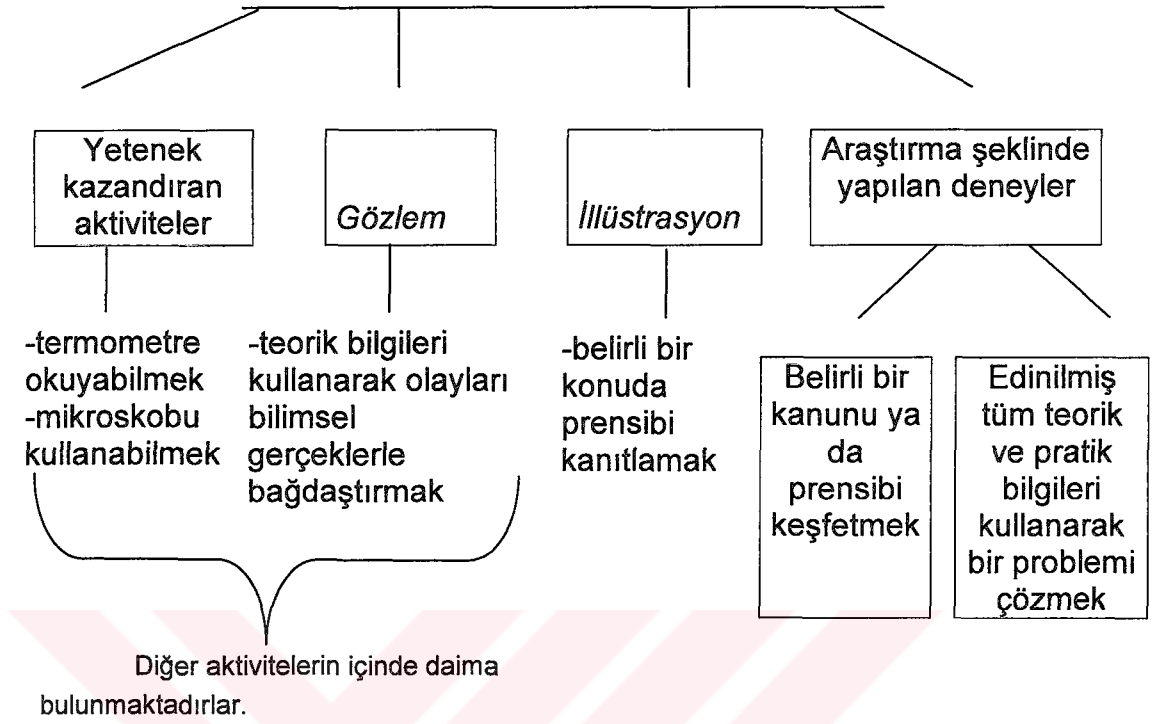 Yetenek
kazandıran
aktiviteler
Gözlem
İllüstrasyon
Araştırma şeklinde
yapılan deneyler
-termometre
okuyabilmek
-mikroskobu
kullanabilmek
-teorik bilgileri
kullanarak olayları
bilimsel
gerçeklerle
bağdaştırmak
-belirli bir
konuda
prensibi
kanıtlamak
Belirli bir
kanunu ya
da
prensibi
keşfetmek
Edinilmiş
tüm teorik
ve pratik
bilgileri
kullanarak
bir problemi
çözmek
Diğer aktivitelerin içinde daima
bulunmaktadırlar.